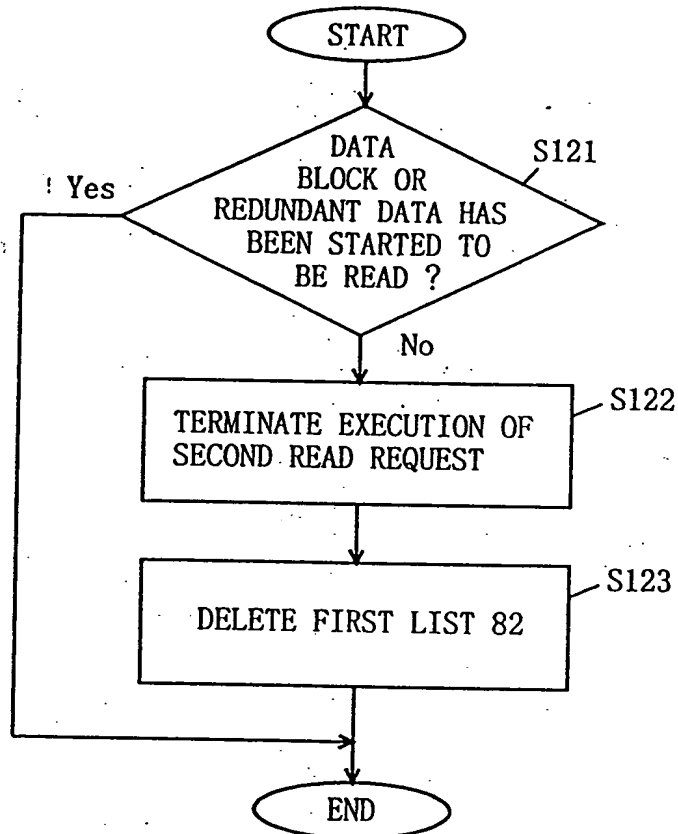 START
DATA
BLOCK OR
REDUNDANT DATA HAS
BEEN STARTED TO
BE READ ?
S121
Yes
No
TERMINATE EXECUTION OF
SECOND READ REQUEST
S122
DELETE FIRST LIST 82
S123
END